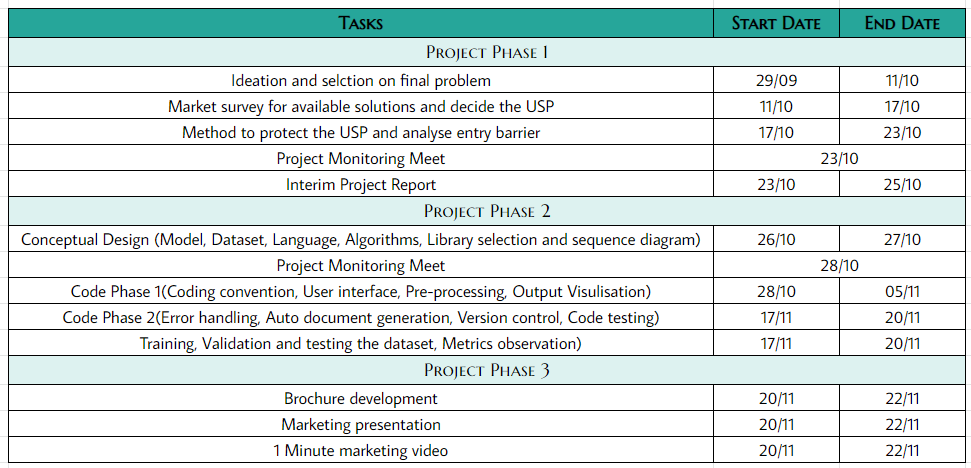 Tasks Start Date End Date
Project Phase 1
Ideation and selction on final problem 29/09 11/10
Market survey for available solutions and decide the USP 11/10 17/10
Method to protect the USP and analyse entry barrier 17/10 23/10
Project Monitoring Meet 23/10
Interim Project Report 23/10 25/10
Project Phase 2
Conceptual Design (Model, Dataset, Language, Algorithms, Library selection and sequence diagram) 26/10 27/10
Project Monitoring Meet 28/10
Code Phase 1(Coding convention, User interface, Pre-processing, Output Visulisation) 28/10 05/11
Code Phase 2(Error handling, Auto document generation, Version control, Code testing) 17/11 20/11
Training, Validation and testing the dataset, Metrics observation) 17/11 20/11
Project Phase 3
Brochure development 20/11 22/11
Marketing presentation 20/11 22/11
1 Minute marketing video 20/11 22/11